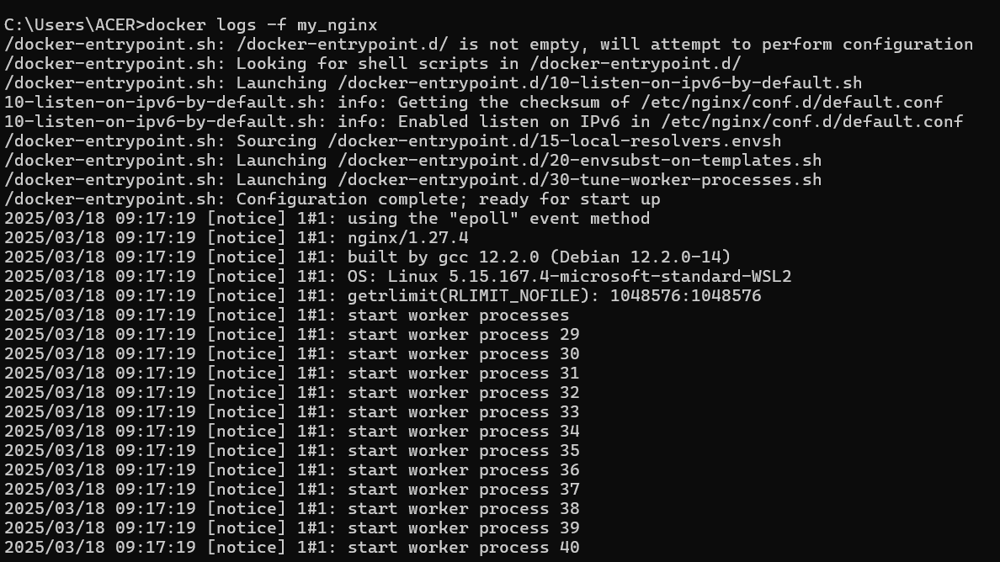 C:\Users\ACER>docker logs -f my_nginx
/docker-entrypoint.sh: /docker-entrypoint.d/ is not empty, will attempt to perform configuration
/docker-entrypoint.sh: Looking for shell scripts in /docker-entrypoint.d/
/docker-entrypoint.sh: Launching /docker-entrypoint.d/10-listen-on-ipv6-by-default.sh
10-listen-on-ipv6-by-default.sh: info: Getting the checksum of /etc/nginx/conf.d/default.conf
10-listen-on-ipv6-by-default.sh: info: Enabled listen on IPv6 in /etc/nginx/conf.d/default.conf
/docker-entrypoint.sh: Sourcing /docker-entrypoint.d/15-local-resolvers.envsh
/docker-entrypoint.sh: Launching /docker-entrypoint.d/20-envsubst-on-templates.sh
/docker-entrypoint.sh: Launching /docker-entrypoint.d/30-tune-worker-processes.sh
/docker-entrypoint.sh: Configuration complete; ready for start up
2025/03/18 09:17:19 [notice] 1#1: using the "epoll" event method
2025/03/18 09:17:19 [notice] 1#1: nginx/1.27.4
2025/03/18 09:17:19 [notice] 1#1: built by gcc 12.2.0 (Debian 12.2.0-14)
2025/03/18 09:17:19 [notice] 1#1: OS: Linux 5.15.167.4-microsoft-standard-WSL2
2025/03/18 09:17:19 [notice] 1#1: getrlimit(RLIMIT_NOFILE): 1048576:1048576
2025/03/18 09:17:19 [notice] 1#1: start worker processes
2025/03/18 09:17:19 [notice] 1#1: start worker process 29
2025/03/18 09:17:19 [notice] 1#1: start worker process 30
2025/03/18 09:17:19 [notice] 1#1: start worker process 31
2025/03/18 09:17:19 [notice] 1#1: start worker process 32
2025/03/18 09:17:19 [notice] 1#1: start worker process 33
2025/03/18 09:17:19 [notice] 1#1: start worker process 34
2025/03/18 09:17:19 [notice] 1#1: start worker process 35
2025/03/18 09:17:19 [notice] 1#1: start worker process 36
2025/03/18 09:17:19 [notice] 1#1: start worker process 37
2025/03/18 09:17:19 [notice] 1#1: start worker process 38
2025/03/18 09:17:19 [notice] 1#1: start worker process 39
2025/03/18 09:17:19 [notice] 1#1: start worker process 40